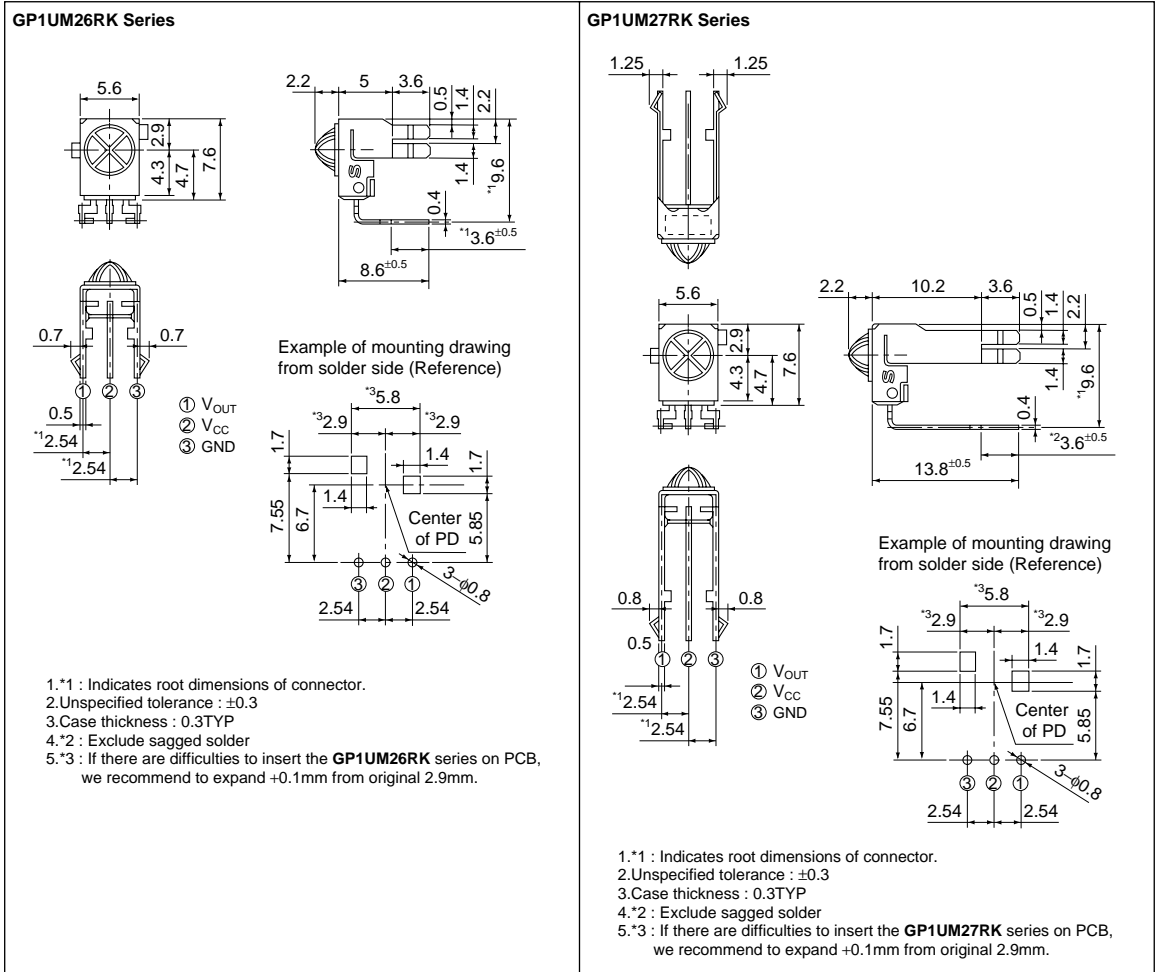 GP1UM26RK Series
5.6
2.9
4.3
4.7
7.6
2.2
5
3.6
0.5
1.4
2.2
1.4
*19.6
0.4
*13.6±0.5
8.6±0.5
S
0.7
0.7
① ② ③
0.5
*12.54
*12.54
① VOUT
② VCC
③ GND
Example of mounting drawing
from solder side (Reference)
*35.8
*32.9
*32.9
1.7
1.4
1.7
1.4
7.55
6.7
Center
of PD
5.85
③ ② ①
3–φ0.8
2.54
2.54
1.*1 : Indicates root dimensions of connector.
2.Unspecified tolerance : ±0.3
3.Case thickness : 0.3TYP
4.*2 : Exclude sagged solder
5.*3 : If there are difficulties to insert the GP1UM26RK series on PCB,
we recommend to expand +0.1mm from original 2.9mm.
GP1UM27RK Series
1.25
1.25
5.6
2.9
4.3
4.7
7.6
2.2
10.2
3.6
0.5
1.4
2.2
1.4
*19.6
0.4
*23.6±0.5
13.8±0.5
S
0.8
0.8
0.5
① ② ③
*12.54
*12.54
① VOUT
② VCC
③ GND
Example of mounting drawing
from solder side (Reference)
*35.8
*32.9
*32.9
1.7
1.4
1.7
1.4
7.55
6.7
Center
of PD
5.85
③ ② ①
3–φ0.8
2.54
2.54
1.*1 : Indicates root dimensions of connector.
2.Unspecified tolerance : ±0.3
3.Case thickness : 0.3TYP
4.*2 : Exclude sagged solder
5.*3 : If there are difficulties to insert the GP1UM27RK series on PCB,
we recommend to expand +0.1mm from original 2.9mm.